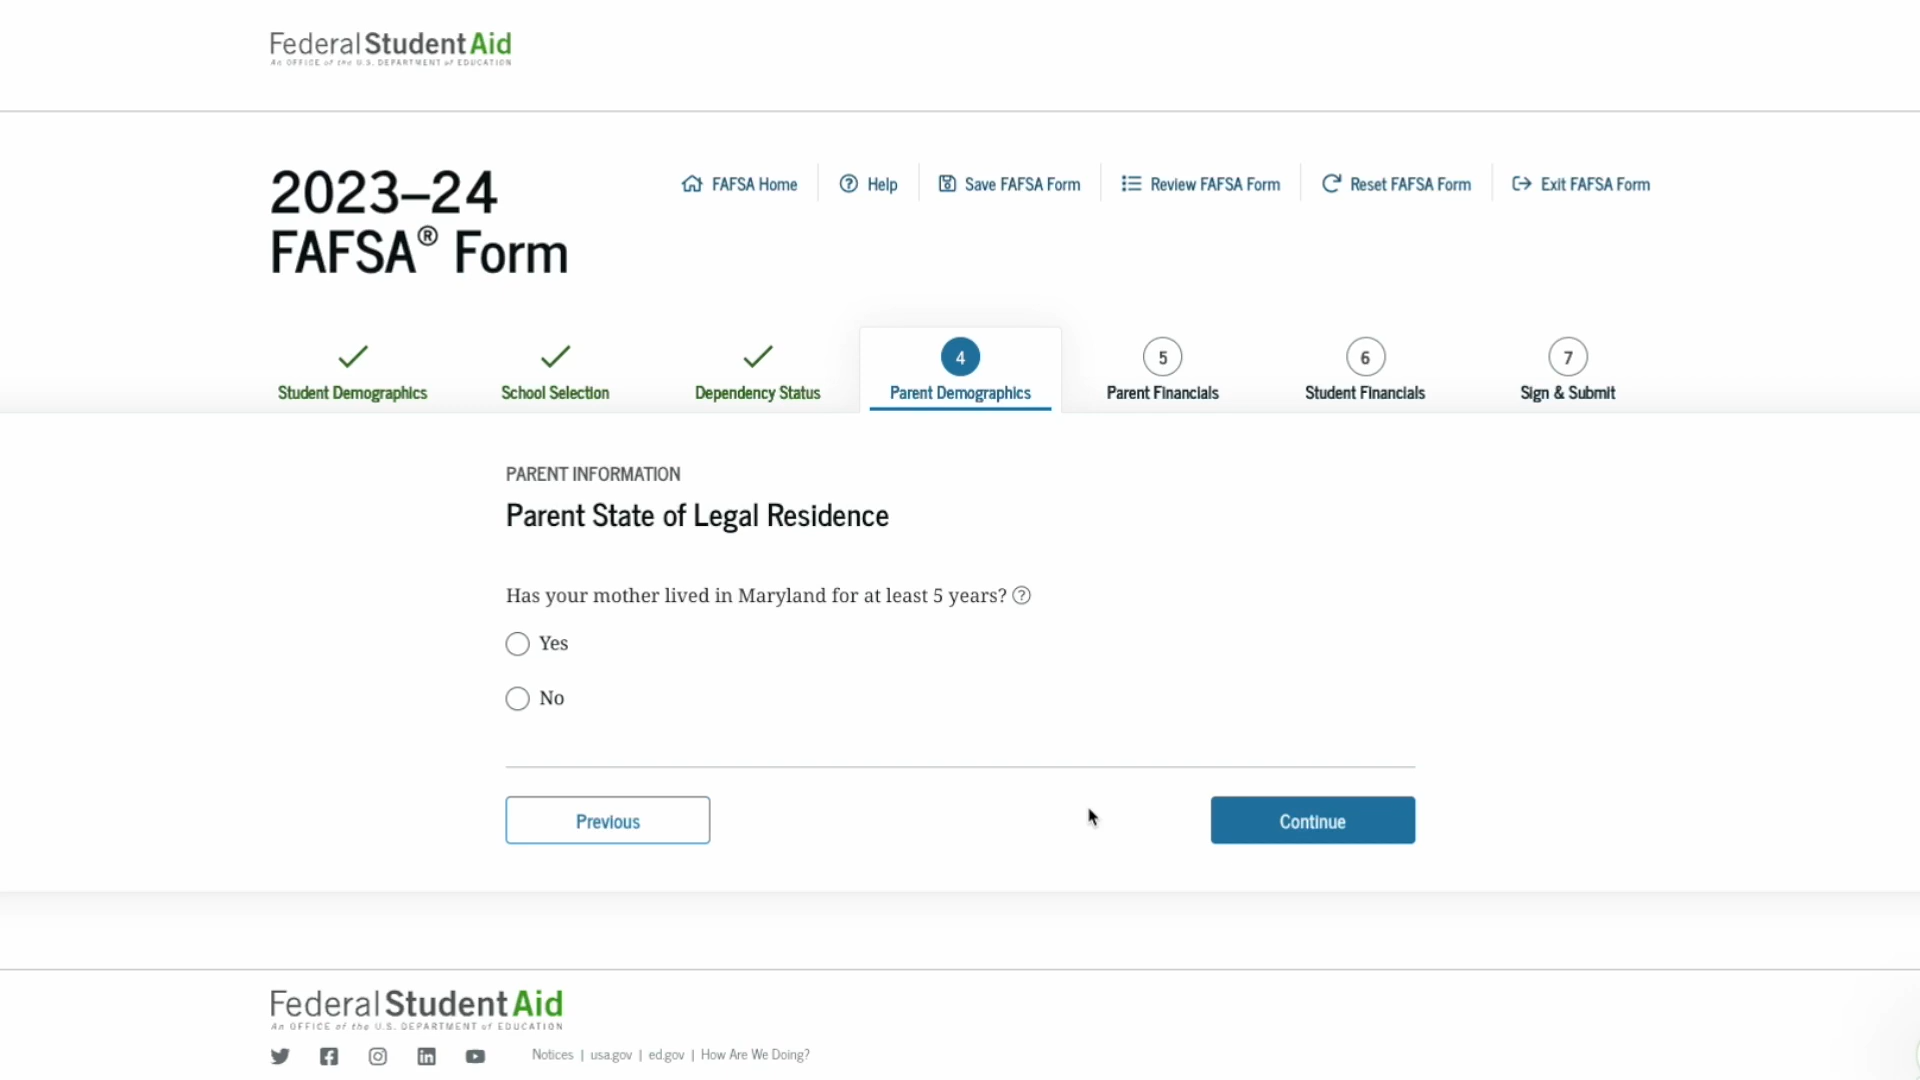 Federal Student Aid
An OFFICE of the U.S. DEPARTMENT of EDUCATION
2023–24
FAFSA® Form
FAFSA Home
Help
Save FAFSA Form
Review FAFSA Form
Reset FAFSA Form
Exit FAFSA Form
Student Demographics
School Selection
Dependency Status
4
Parent Demographics
5
Parent Financials
6
Student Financials
7
Sign & Submit
PARENT INFORMATION
Parent State of Legal Residence
Has your mother lived in Maryland for at least 5 years? ?
Yes
No
Previous
Continue
Federal Student Aid
An OFFICE of the U.S. DEPARTMENT of EDUCATION
Notices | usa.gov | ed.gov | How Are We Doing?